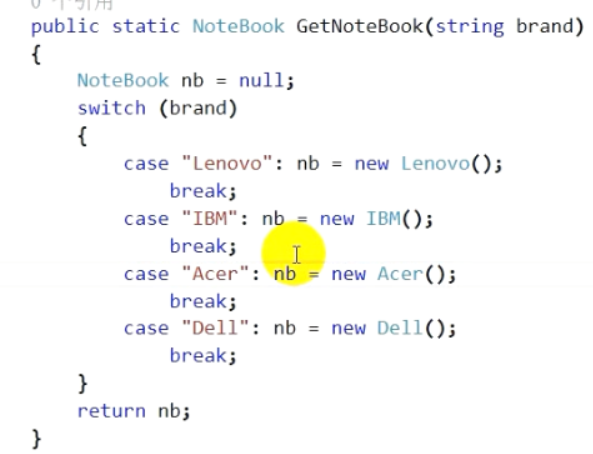 0 个引用
public static NoteBook GetNoteBook(string brand)
{
    NoteBook nb = null;
    switch (brand)
    {
        case "Lenovo": nb = new Lenovo();
            break;
        case "IBM": nb = new IBM();
            break;
        case "Acer": nb = new Acer();
            break;
        case "Dell": nb = new Dell();
            break;
    }
    return nb;
}